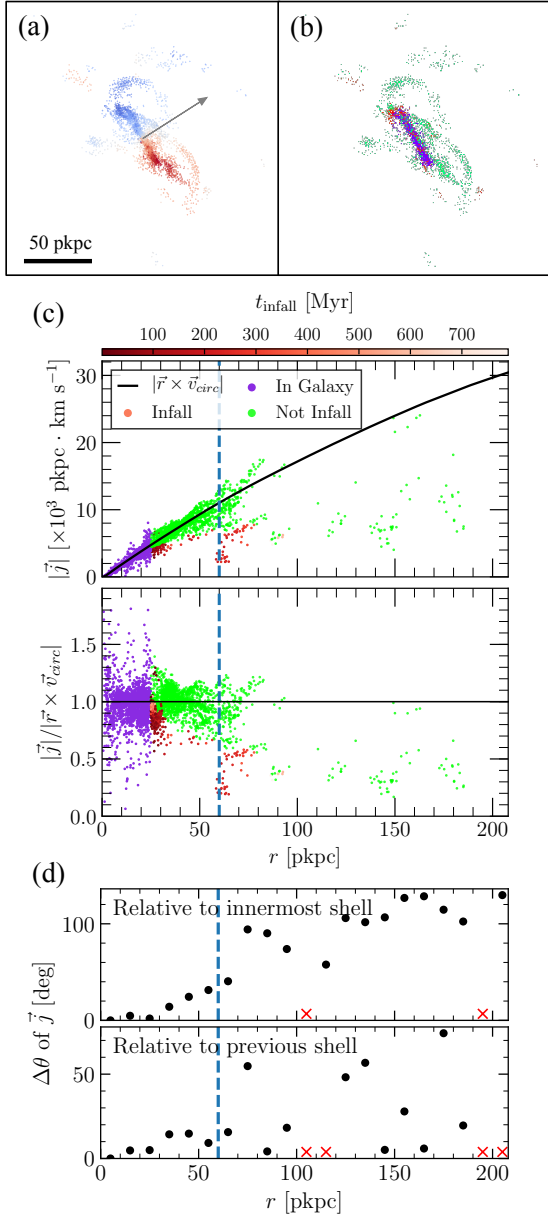 (a)
(b)
50 pkpc
(c)
t_infall [Myr]
100 200 300 400 500 600 700
|r⃗ × v⃗_circ|
In Galaxy
Infall
Not Infall
30
20
10
0
|j⃗| [×10³ pkpc · km s⁻¹]
1.5
1.0
0.5
0.0
|j⃗|/|r⃗ × v⃗_circ|
0 50 100 150 200
r [pkpc]
(d)
Relative to innermost shell
100
0
Relative to previous shell
50
0
Δθ of j⃗ [deg]
0 50 100 150 200
r [pkpc]